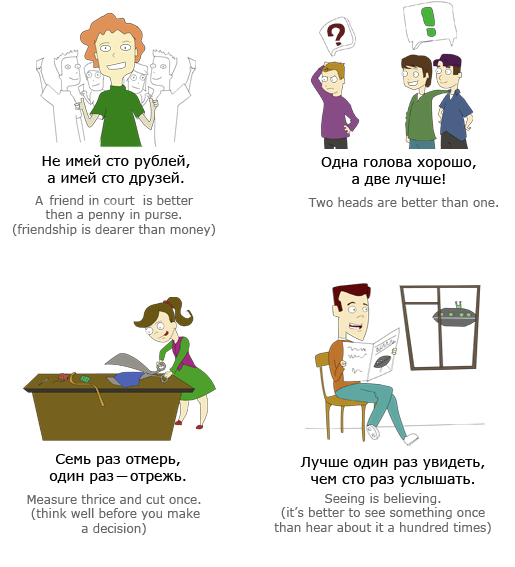 ?
!
Не имей сто рублей,
а имей сто друзей.
A friend in court is better
then a penny in purse.
(friendship is dearer than money)
Одна голова хорошо,
а две лучше!
Two heads are better than one.
Семь раз отмерь,
один раз — отрежь.
Measure thrice and cut once.
(think well before you make
a decision)
Лучше один раз увидеть,
чем сто раз услышать.
Seeing is believing.
(it’s better to see something once
than hear about it a hundred times)